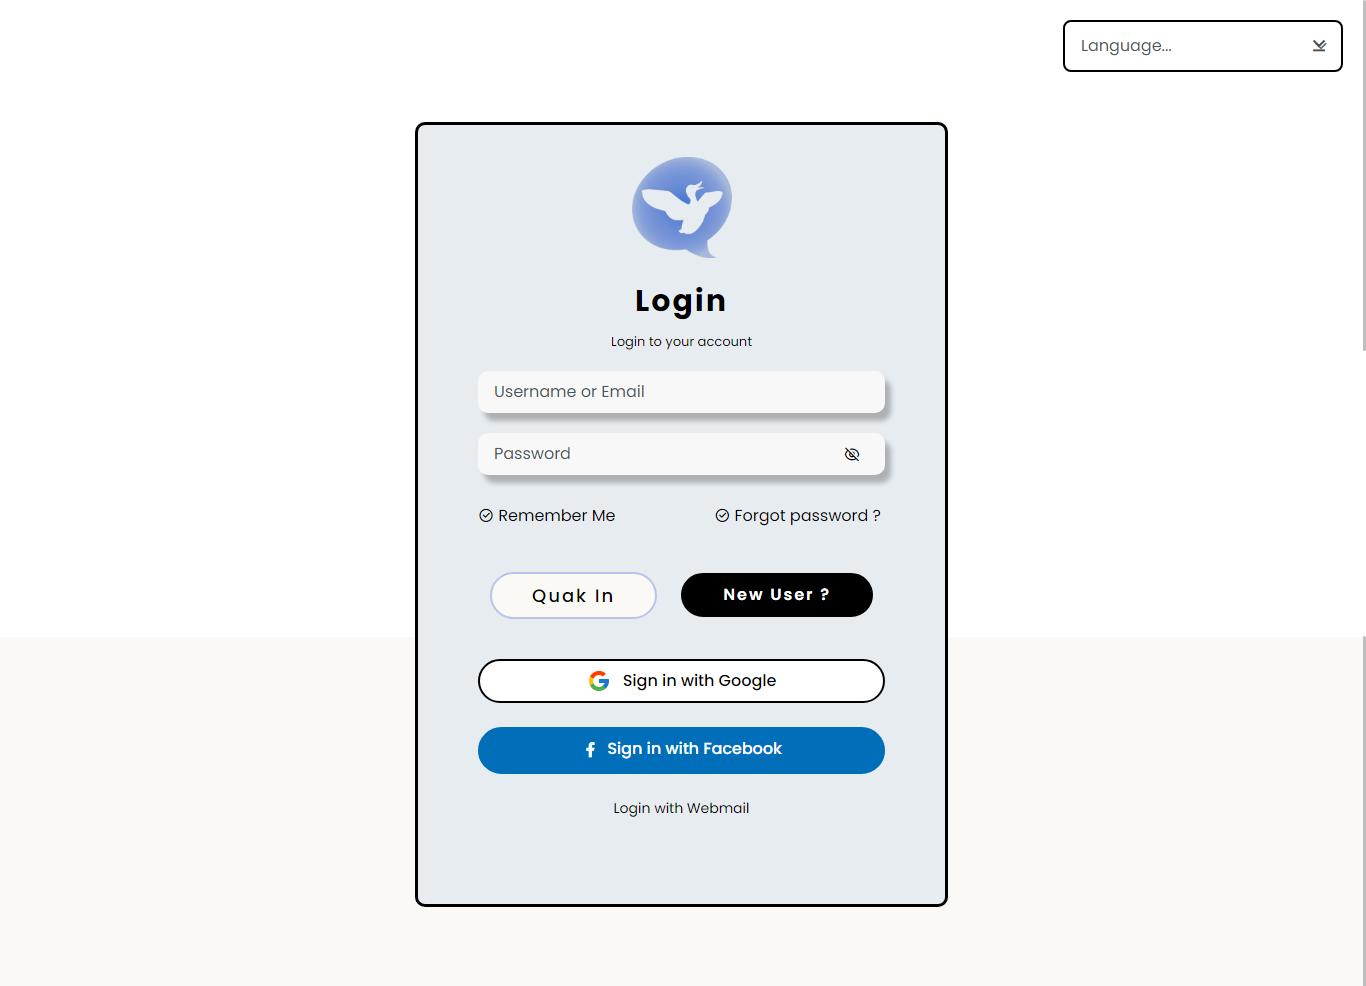 Language...
Login
Login to your account
Username or Email
Password
Remember Me
Forgot password ?
Quak In
New User ?
Sign in with Google
Sign in with Facebook
Login with Webmail